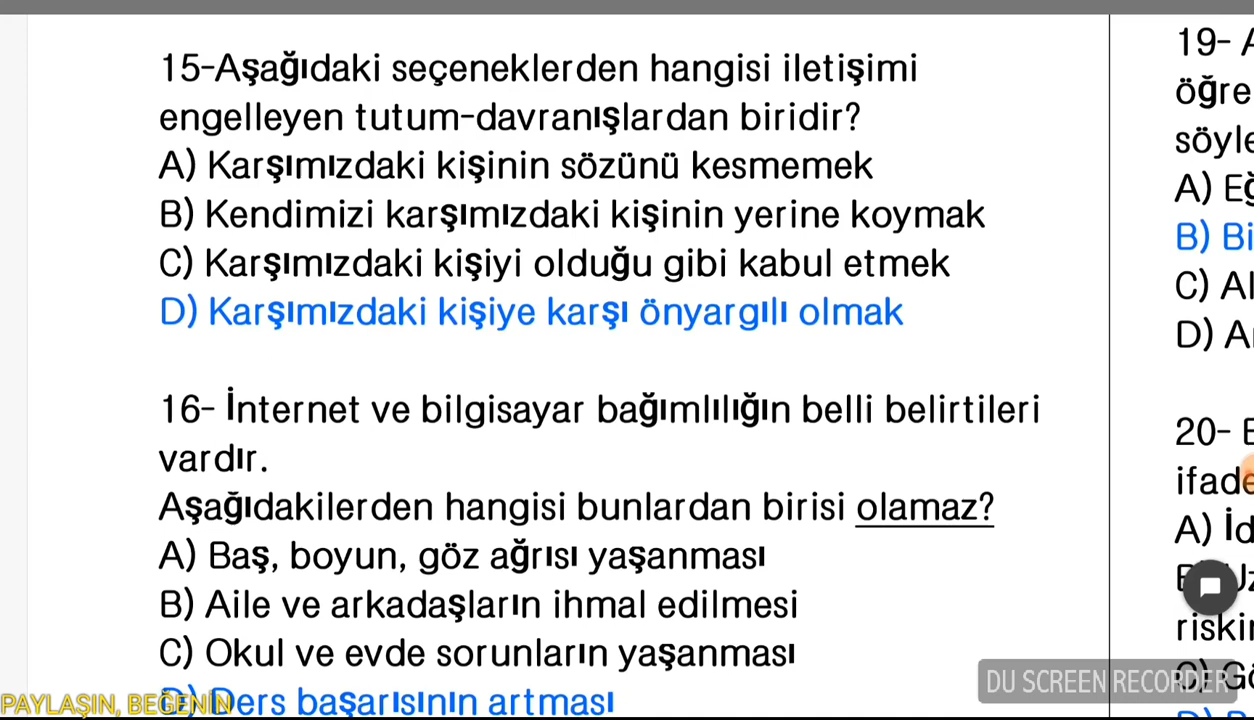 15-Aşağıdaki seçeneklerden hangisi iletişimi
engelleyen tutum-davranışlardan biridir?
A) Karşımızdaki kişinin sözünü kesmemek
B) Kendimizi karşımızdaki kişinin yerine koymak
C) Karşımızdaki kişiyi olduğu gibi kabul etmek
D) Karşımızdaki kişiye karşı önyargılı olmak
16- İnternet ve bilgisayar bağımlılığın belli belirtileri
vardır.
Aşağıdakilerden hangisi bunlardan birisi olamaz?
A) Baş, boyun, göz ağrısı yaşanması
B) Aile ve arkadaşların ihmal edilmesi
C) Okul ve evde sorunların yaşanması
D) Ders başarısının artması
PAYLAŞIN, BEĞENİN
19-
öğre
söyle
A)
B) Bi
C) Al
D)
20-
ifade
A) İd
riskin
C) Gö
DU SCREEN RECORDER